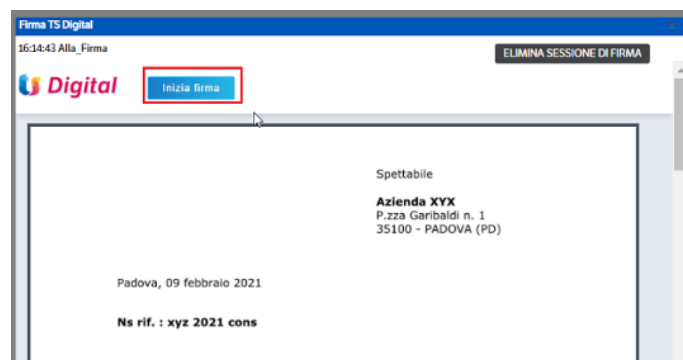 Firma TS Digital
16:14:43 Alla_Firma
ELIMINA SESSIONE DI FIRMA
Digital
Inizia firma
Spettabile
Azienda XYX
P.zza Garibaldi n. 1
35100 - PADOVA (PD)
Padova, 09 febbraio 2021
Ns rif. : xyz 2021 cons